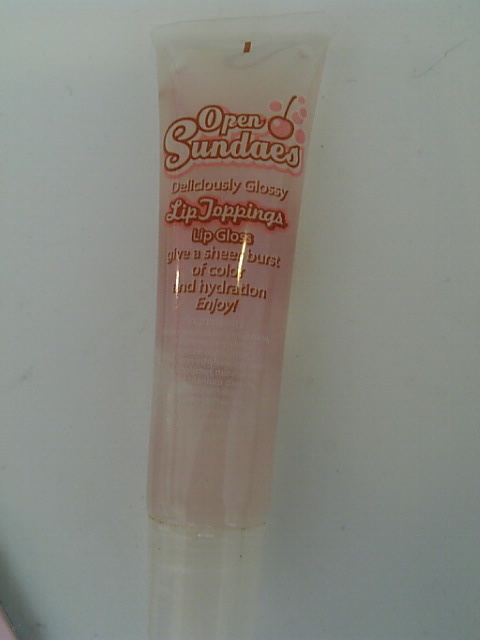 Open
Sundaes
Deliciously Glossy
Lip Toppings
Lip Gloss
give a sheer burst
of color
and hydration
Enjoy!